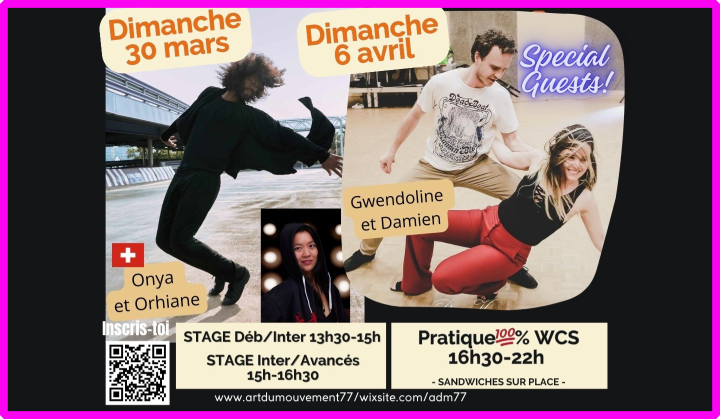 Dimanche
30 mars
Dimanche
6 avril
Special
Guests!
Gwendoline
et Damien
Onya
et Orhiane
Inscris-toi
STAGE Déb/Inter 13h30-15h
STAGE Inter/Avancés
15h-16h30
Pratique💯% WCS
16h30-22h
- SANDWICHES SUR PLACE -
www.artdumouvement77/wixsite.com/adm77